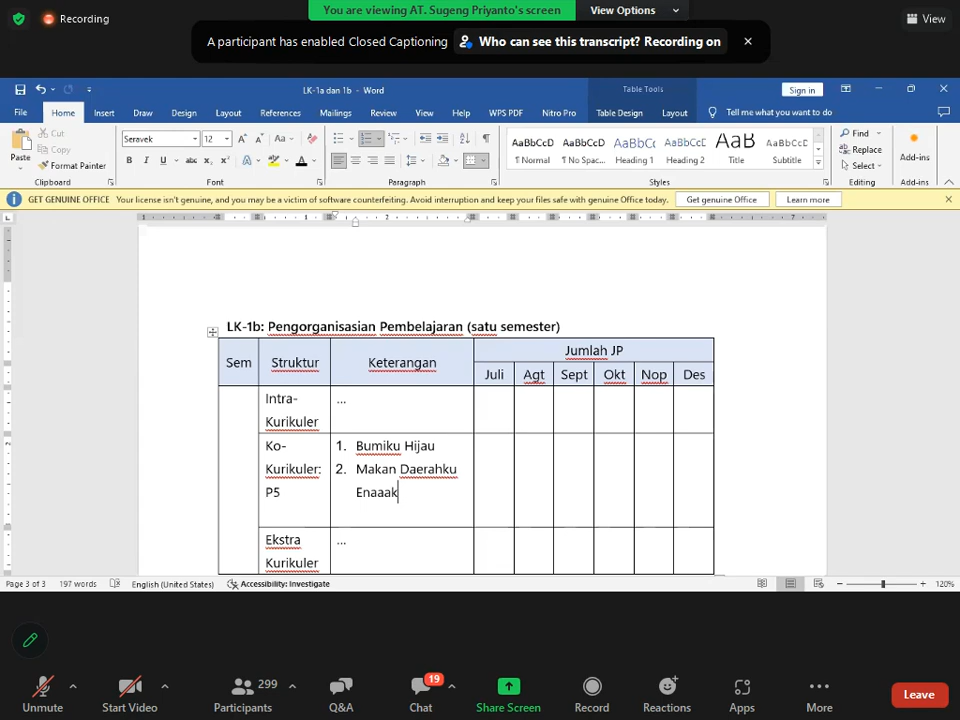 Recording
You are viewing AT. Sugeng Priyanto's screen
View Options
View
A participant has enabled Closed Captioning
Who can see this transcript? Recording on
LK-1a dan 1b - Word
Table Tools
Sign in
File Home Insert Draw Design Layout References Mailings Review View Help WPS PDF Nitro Pro Table Design Layout Tell me what you want to do
Paste
Cut
Copy
Format Painter
Clipboard
Seravek 12
Font
Paragraph
AaBbCcD AaBbCcD AaBbCc AaBbCcD AaB AaBbCcD
¶ Normal ¶ No Spac... Heading 1 Heading 2 Title Subtitle
Styles
Find
Replace
Select
Editing
Add-ins
Add-ins
GET GENUINE OFFICE Your license isn't genuine, and you may be a victim of software counterfeiting. Avoid interruption and keep your files safe with genuine Office today.
Get genuine Office
Learn more
LK-1b: Pengorganisasian Pembelajaran (satu semester)
Sem Struktur Keterangan Jumlah JP
Juli Agt Sept Okt Nop Des
Intra-
Kurikuler
...
Ko-
Kurikuler:
P5
1. Bumiku Hijau
2. Makan Daerahku
Enaaak
Ekstra
Kurikuler
...
Page 3 of 3 197 words English (United States) Accessibility: Investigate 120%
Unmute
Start Video
299
Participants
Q&A
19
Chat
Share Screen
Record
Reactions
Apps
More
Leave